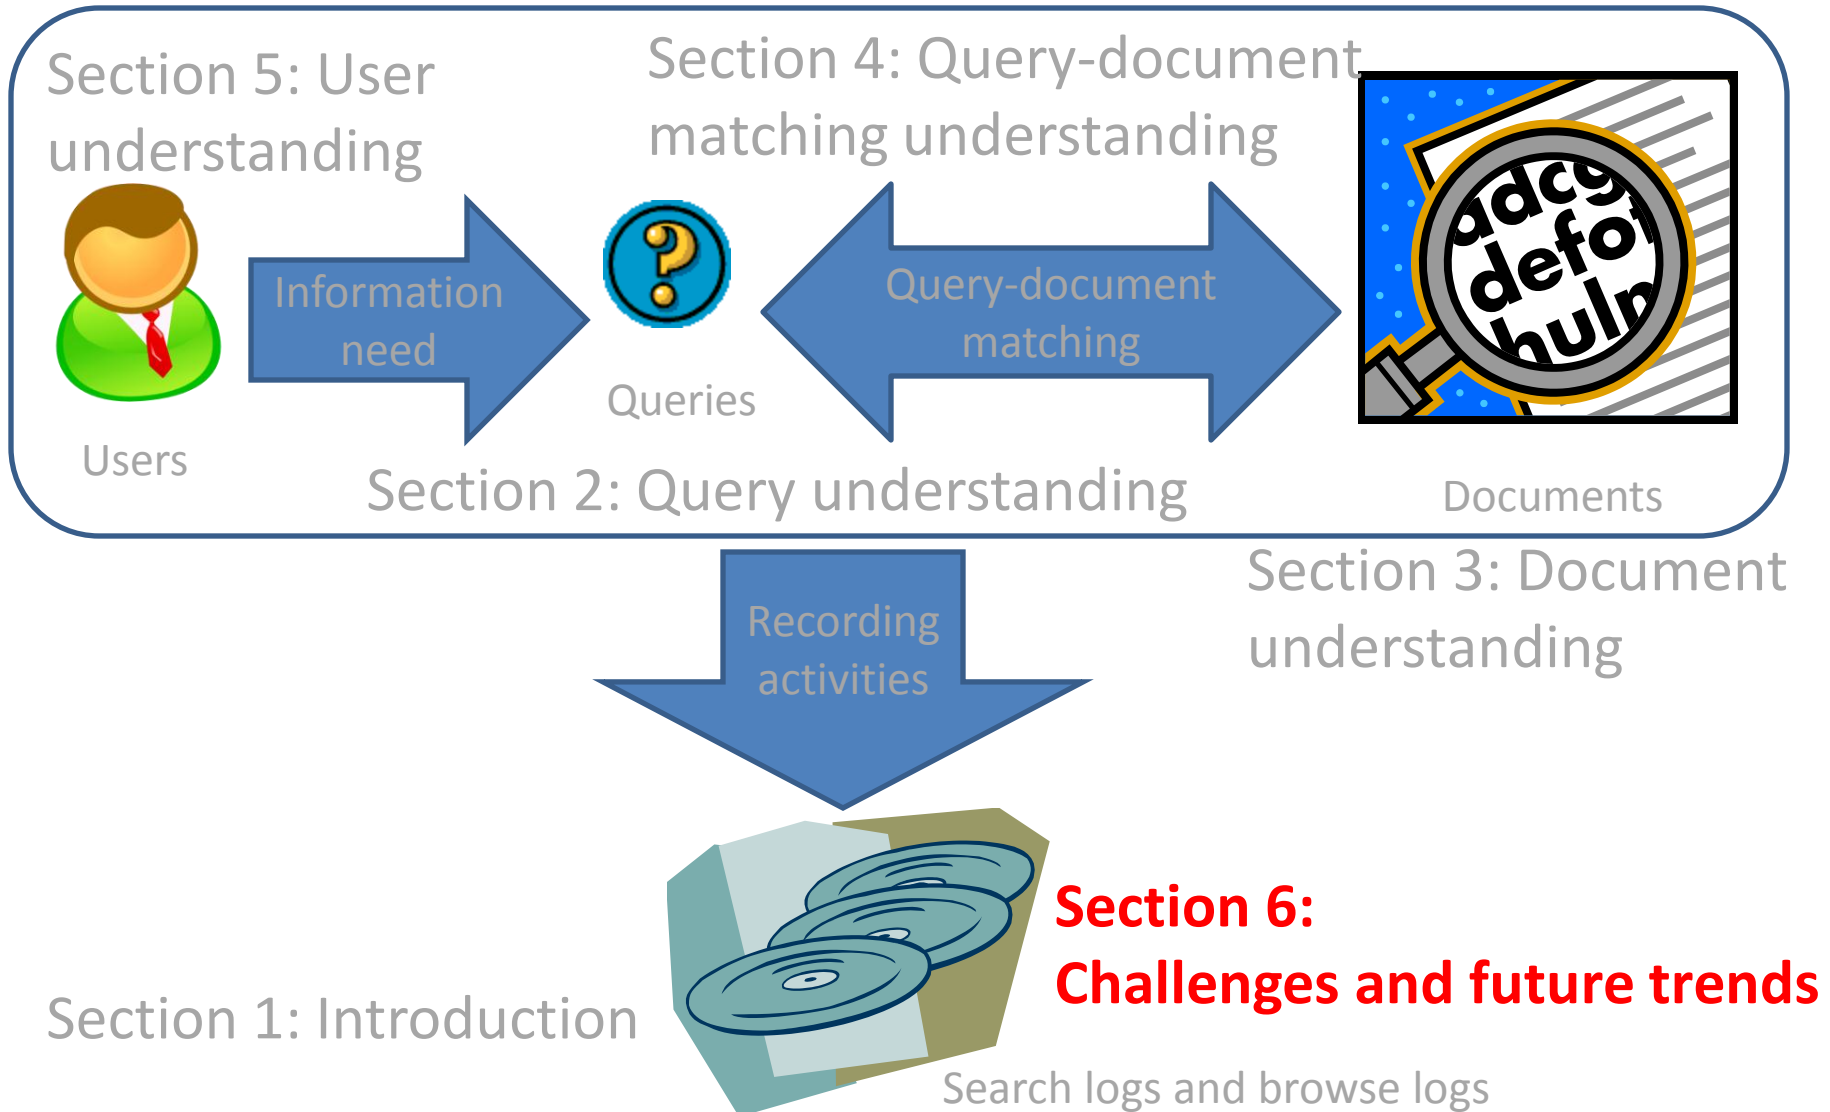 Section 5: User
understanding
Section 4: Query-document
matching understanding
Information
need
Query-document
matching
Queries
Users
Section 2: Query understanding
Documents
Section 3: Document
understanding
Recording
activities
Section 6:
Challenges and future trends
Section 1: Introduction
Search logs and browse logs